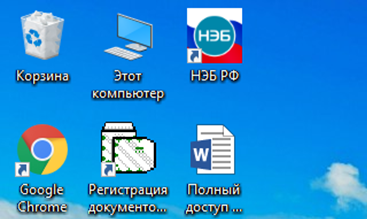 НЭБ
Корзина
Этот
компьютер
НЭБ РФ
W
Google
Chrome
Регистрация
документо...
Полный
доступ ...